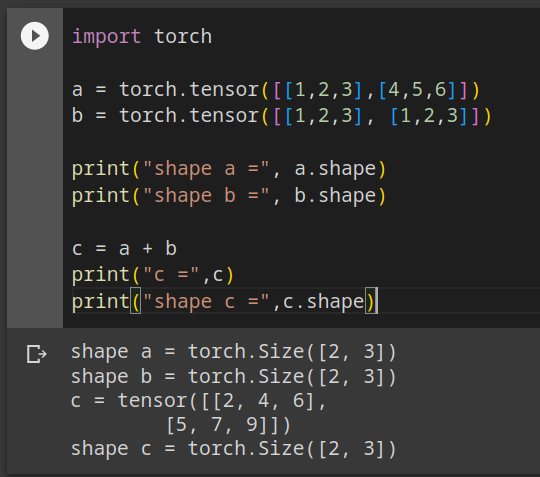 import torch
a = torch.tensor([[1,2,3],[4,5,6]])
b = torch.tensor([[1,2,3], [1,2,3]])
print("shape a =", a.shape)
print("shape b =", b.shape)
c = a + b
print("c =",c)
print("shape c =",c.shape)
shape a = torch.Size([2, 3])
shape b = torch.Size([2, 3])
c = tensor([[2, 4, 6],
        [5, 7, 9]])
shape c = torch.Size([2, 3])